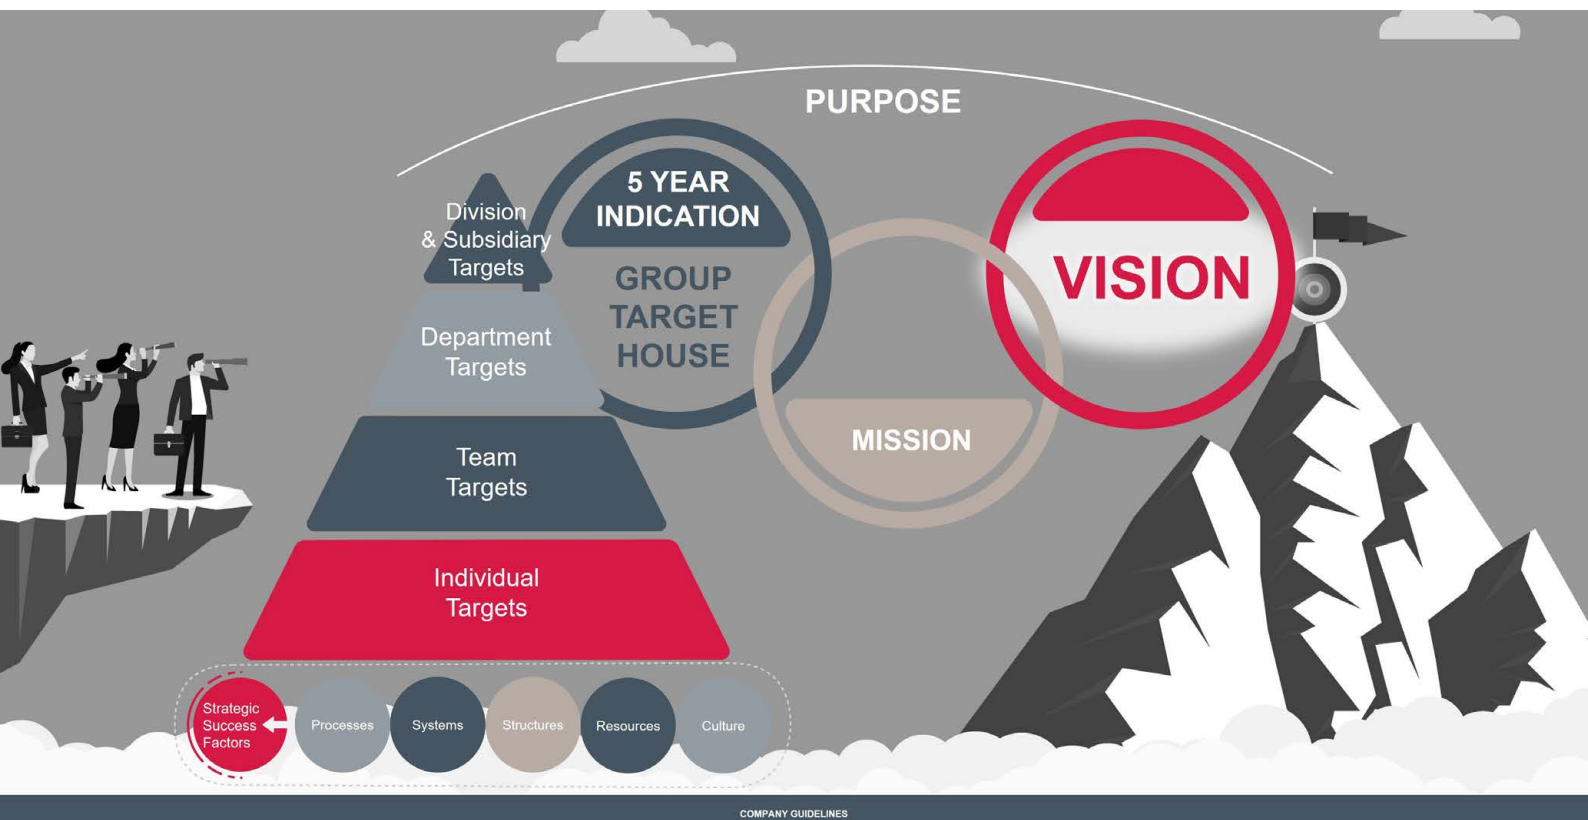 PURPOSE
5 YEAR
INDICATION
GROUP
TARGET
HOUSE
MISSION
VISION
Division
& Subsidiary
Targets
Department
Targets
Team
Targets
Individual
Targets
Strategic
Success
Factors
Processes
Systems
Structures
Resources
Culture
COMPANY GUIDELINES